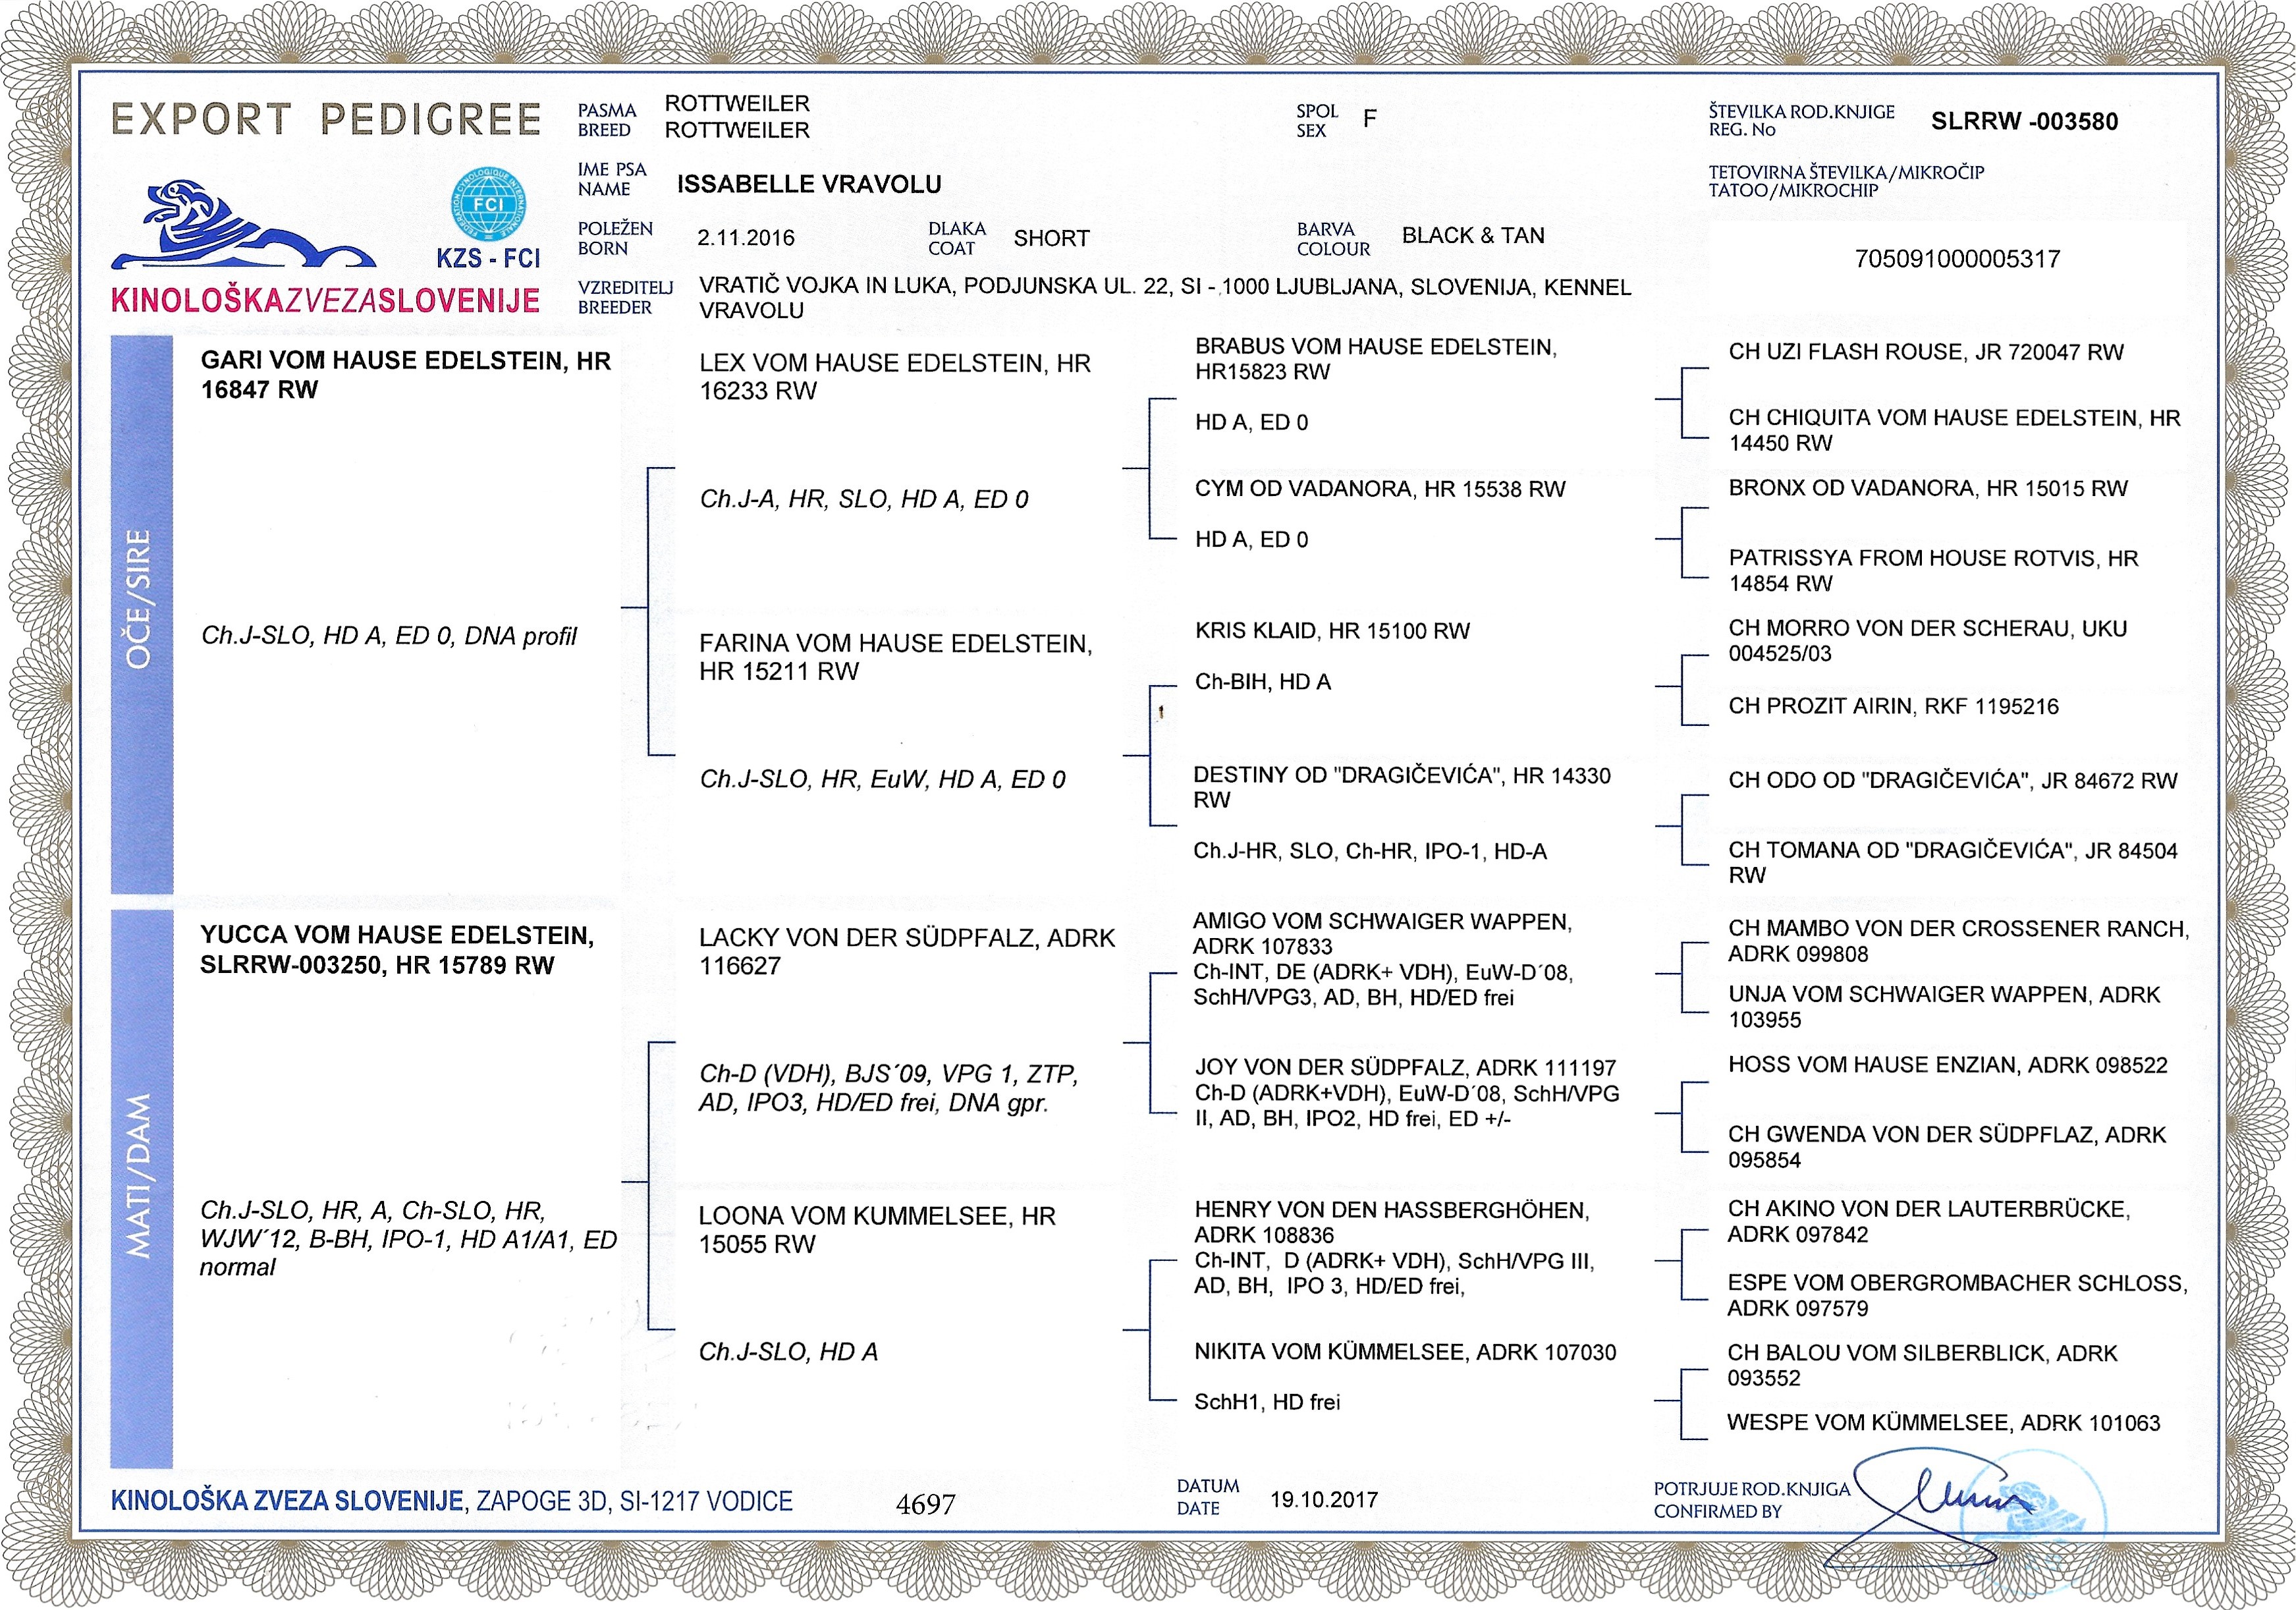 EXPORT PEDIGREE
PASMA
BREED
ROTTWEILER
ROTTWEILER
SPOL
SEX
F
ŠTEVILKA ROD.KNJIGE
REG. No
SLRRW -003580
IME PSA
NAME
ISSABELLE VRAVOLU
TETOVIRNA ŠTEVILKA/MIKROČIP
TATOO/MIKROCHIP
705091000005317
FCI
KZS - FCI
KINOLOŠKAZVEZASLOVENIJE
POLEŽEN
BORN
2.11.2016
DLAKA
COAT
SHORT
BARVA
COLOUR
BLACK & TAN
VZREDITELJ
BREEDER
VRATIČ VOJKA IN LUKA, PODJUNSKA UL. 22, SI - 1000 LJUBLJANA, SLOVENIJA, KENNEL
VRAVOLU
OČE/SIRE
GARI VOM HAUSE EDELSTEIN, HR
16847 RW
Ch.J-SLO, HD A, ED 0, DNA profil
LEX VOM HAUSE EDELSTEIN, HR
16233 RW
Ch.J-A, HR, SLO, HD A, ED 0
FARINA VOM HAUSE EDELSTEIN,
HR 15211 RW
Ch.J-SLO, HR, EuW, HD A, ED 0
BRABUS VOM HAUSE EDELSTEIN,
HR15823 RW
HD A, ED 0
CYM OD VADANORA, HR 15538 RW
HD A, ED 0
KRIS KLAID, HR 15100 RW
Ch-BIH, HD A
DESTINY OD "DRAGIČEVIĆA", HR 14330
RW
Ch.J-HR, SLO, Ch-HR, IPO-1, HD-A
CH UZI FLASH ROUSE, JR 720047 RW
CH CHIQUITA VOM HAUSE EDELSTEIN, HR
14450 RW
BRONX OD VADANORA, HR 15015 RW
PATRISSYA FROM HOUSE ROTVIS, HR
14854 RW
CH MORRO VON DER SCHERAU, UKU
004525/03
CH PROZIT AIRIN, RKF 1195216
CH ODO OD "DRAGIČEVIĆA", JR 84672 RW
CH TOMANA OD "DRAGIČEVIĆA", JR 84504
RW
MATI/DAM
YUCCA VOM HAUSE EDELSTEIN,
SLRRW-003250, HR 15789 RW
Ch.J-SLO, HR, A, Ch-SLO, HR,
WJW´12, B-BH, IPO-1, HD A1/A1, ED
normal
LACKY VON DER SÜDPFALZ, ADRK
116627
Ch-D (VDH), BJS´09, VPG 1, ZTP,
AD, IPO3, HD/ED frei, DNA gpr.
LOONA VOM KUMMELSEE, HR
15055 RW
Ch.J-SLO, HD A
AMIGO VOM SCHWAIGER WAPPEN,
ADRK 107833
Ch-INT, DE (ADRK+ VDH), EuW-D´08,
SchH/VPG3, AD, BH, HD/ED frei
JOY VON DER SÜDPFALZ, ADRK 111197
Ch-D (ADRK+VDH), EuW-D´08, SchH/VPG
II, AD, BH, IPO2, HD frei, ED +/-
HENRY VON DEN HASSBERGHÖHEN,
ADRK 108836
Ch-INT, D (ADRK+ VDH), SchH/VPG III,
AD, BH, IPO 3, HD/ED frei,
NIKITA VOM KÜMMELSEE, ADRK 107030
SchH1, HD frei
CH MAMBO VON DER CROSSENER RANCH,
ADRK 099808
UNJA VOM SCHWAIGER WAPPEN, ADRK
103955
HOSS VOM HAUSE ENZIAN, ADRK 098522
CH GWENDA VON DER SÜDPFLAZ, ADRK
095854
CH AKINO VON DER LAUTERBRÜCKE,
ADRK 097842
ESPE VOM OBERGROMBACHER SCHLOSS,
ADRK 097579
CH BALOU VOM SILBERBLICK, ADRK
093552
WESPE VOM KÜMMELSEE, ADRK 101063
KINOLOŠKA ZVEZA SLOVENIJE, ZAPOGE 3D, SI-1217 VODICE
4697
DATUM
DATE
19.10.2017
POTRJUJE ROD.KNJIGA
CONFIRMED BY